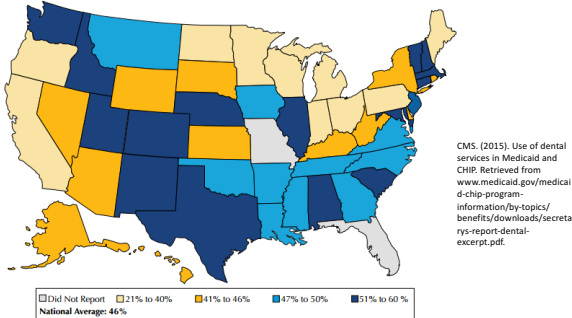 CMS. (2015). Use of dental
services in Medicaid and
CHIP. Retrieved from
www.medicaid.gov/medicai
d-chip-program-
information/by-topics/
benefits/downloads/secreta
rys-report-dental-
excerpt.pdf.
Did Not Report 21% to 40% 41% to 46% 47% to 50% 51% to 60 %
National Average: 46%